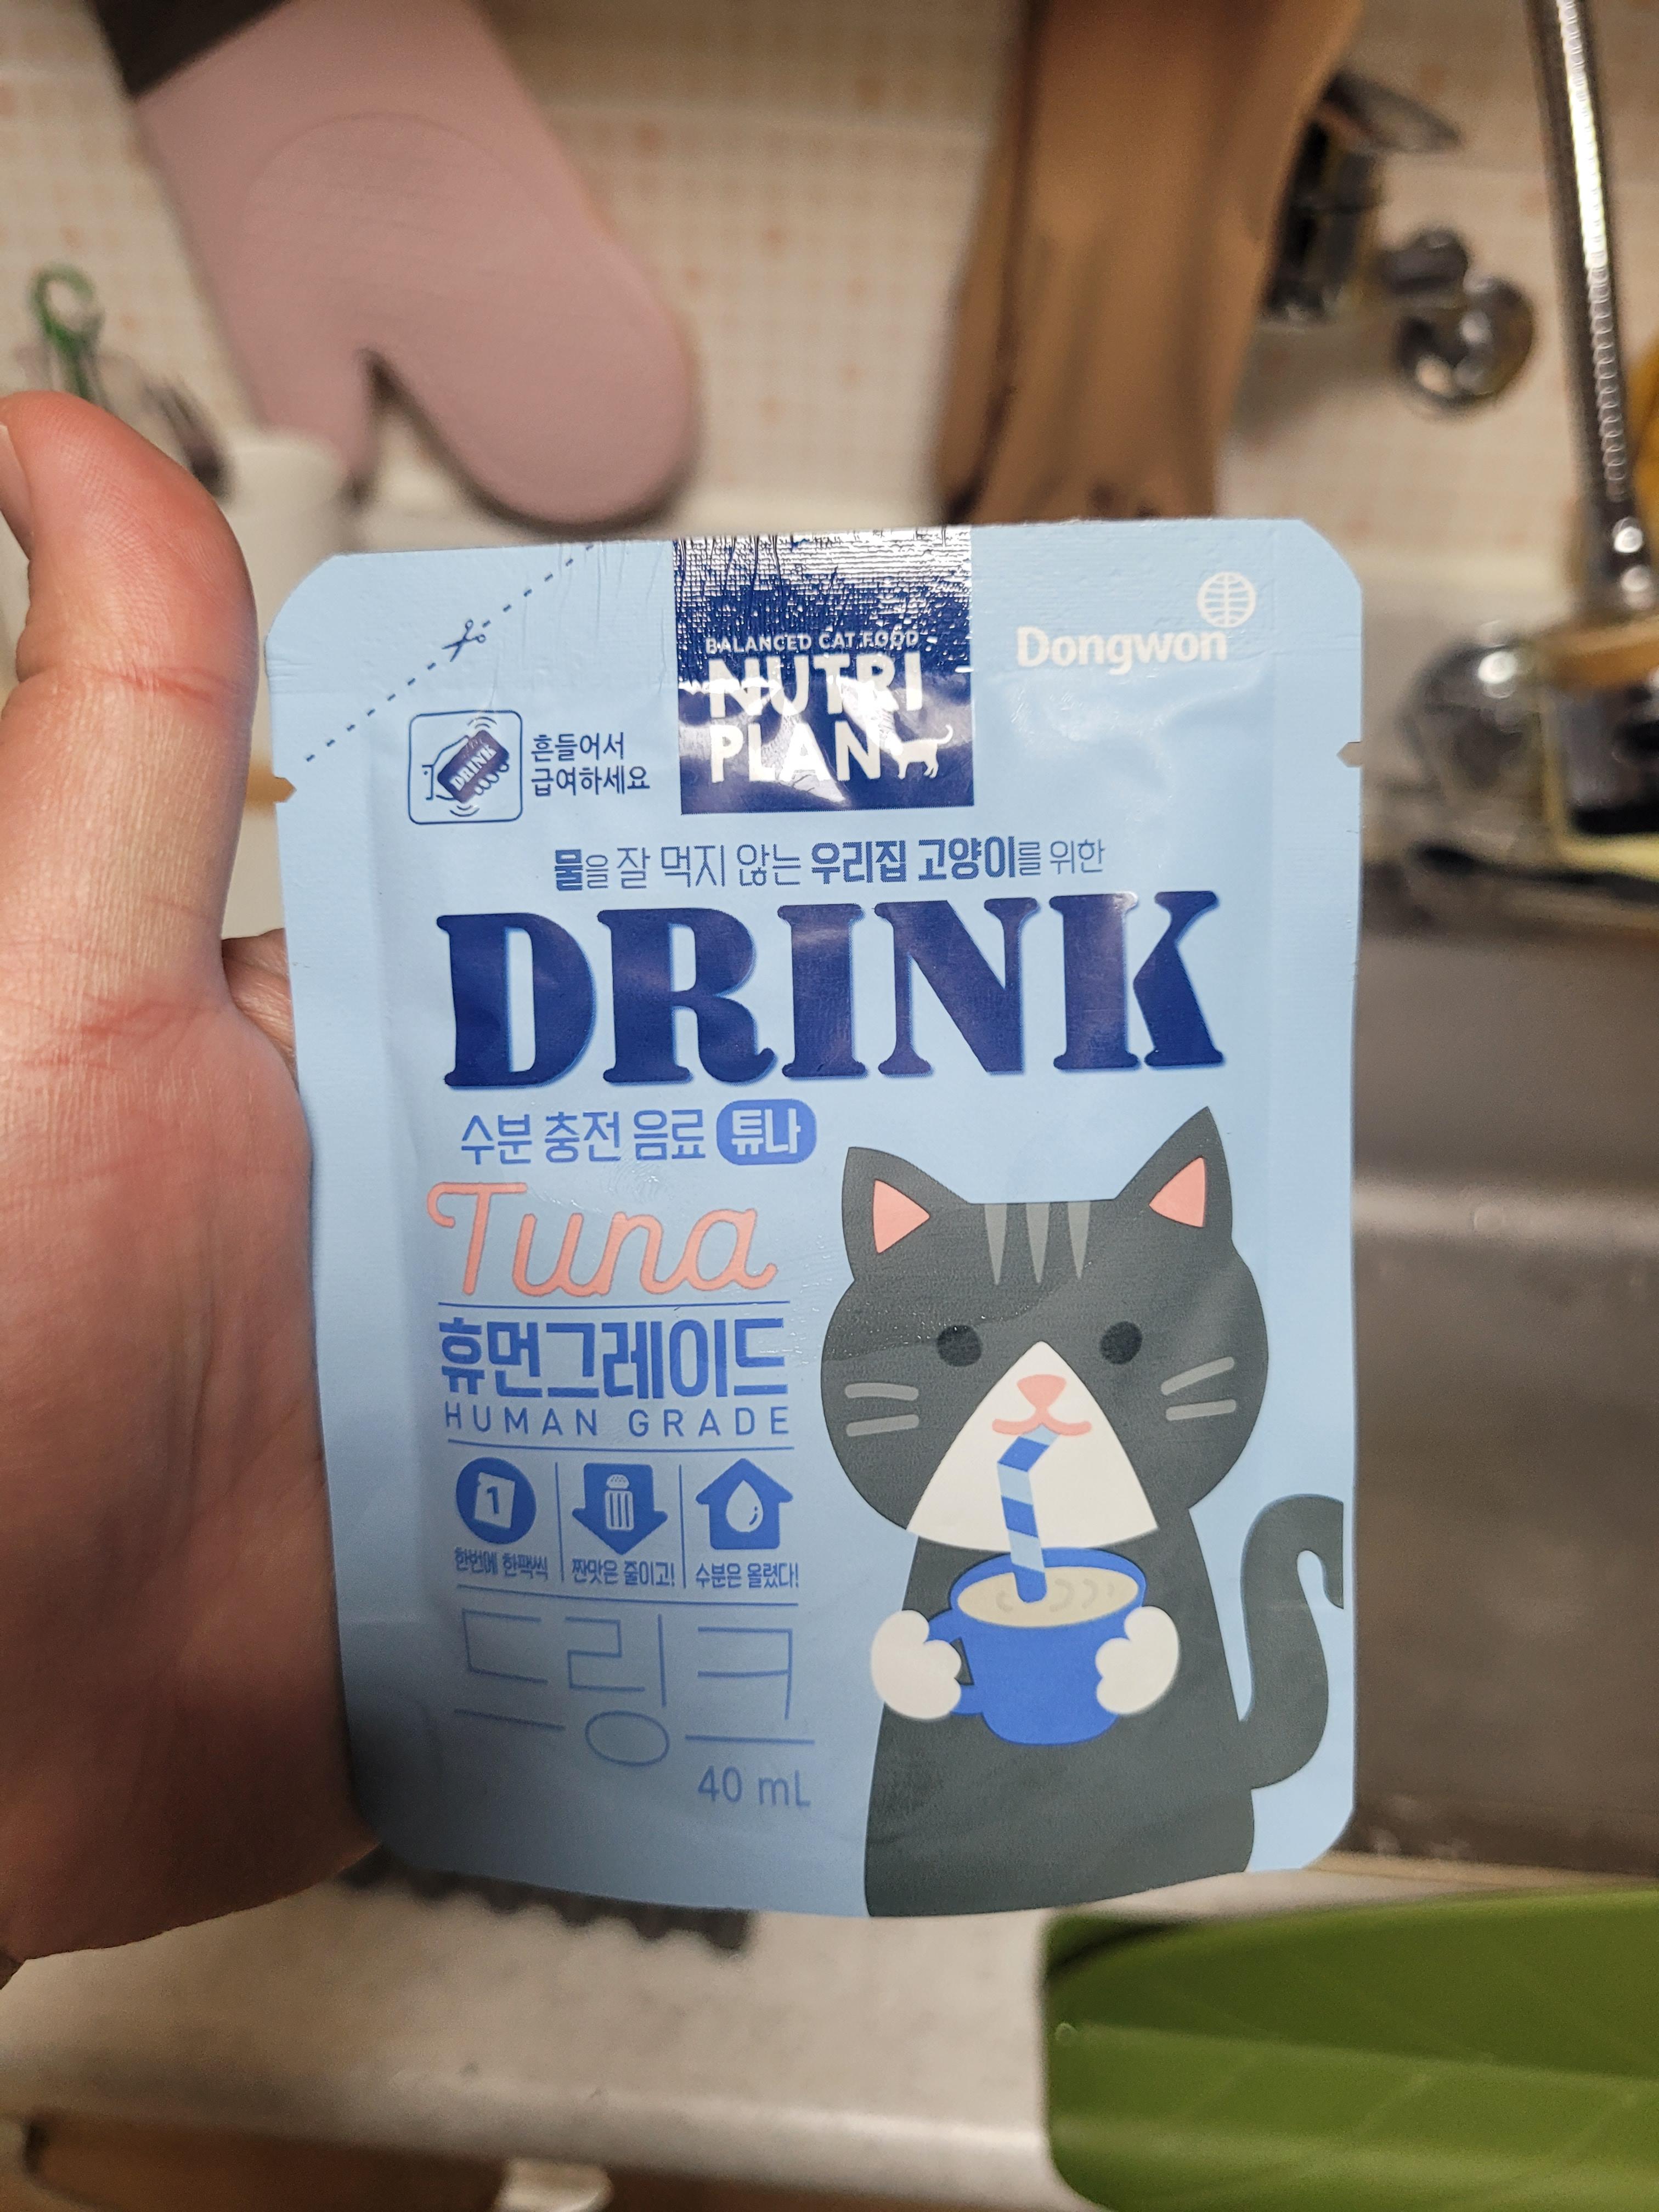 BALANCED CAT FOOD
NUTRI
PLAN
Dongwon
DRINK
흔들어서
급여하세요
물을 잘 먹지 않는 우리집 고양이를 위한
DRINK
수분 충전 음료 튜나
Tuna
휴먼그레이드
HUMAN GRADE
1
한번에 한팩씩
짠맛은 줄이고!
수분은 올렸다!
드링크
40 mL